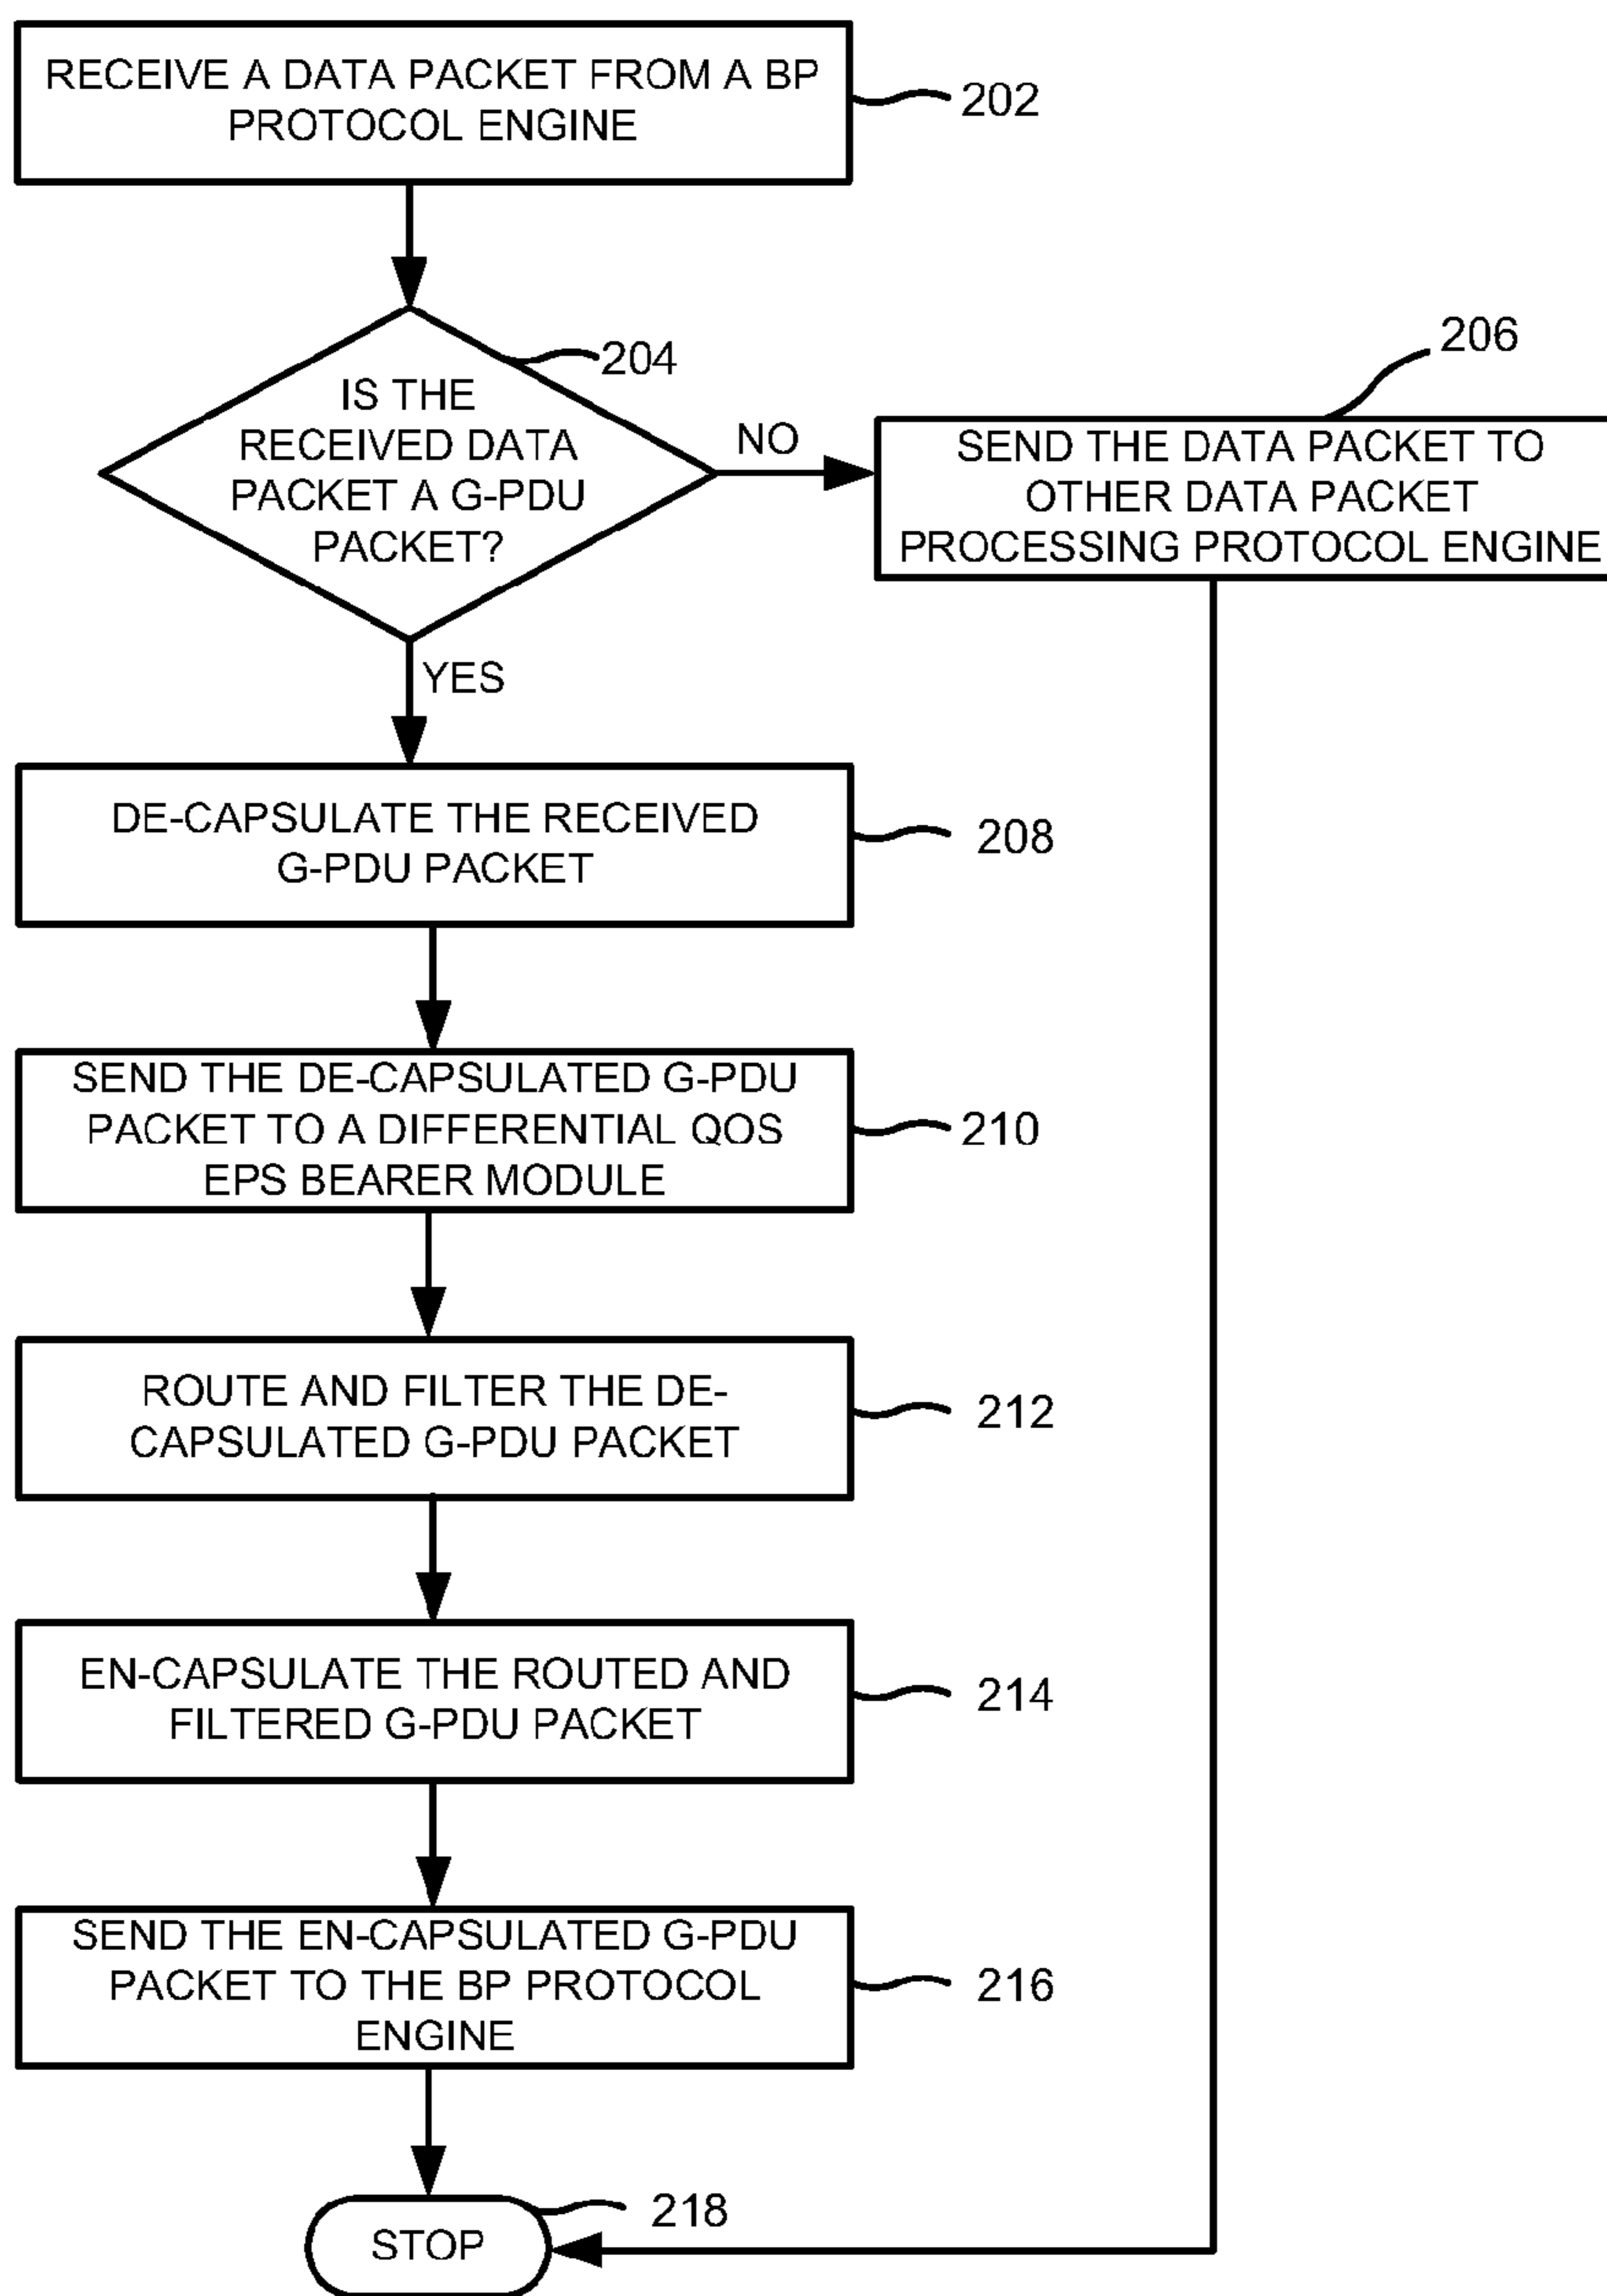 RECEIVE A DATA PACKET FROM A BP
PROTOCOL ENGINE
202
204
IS THE
RECEIVED DATA
PACKET A G-PDU
PACKET?
NO
206
SEND THE DATA PACKET TO
OTHER DATA PACKET
PROCESSING PROTOCOL ENGINE
YES
DE-CAPSULATE THE RECEIVED
G-PDU PACKET
208
SEND THE DE-CAPSULATED G-PDU
PACKET TO A DIFFERENTIAL QOS
EPS BEARER MODULE
210
ROUTE AND FILTER THE DE-
CAPSULATED G-PDU PACKET
212
EN-CAPSULATE THE ROUTED AND
FILTERED G-PDU PACKET
214
SEND THE EN-CAPSULATED G-PDU
PACKET TO THE BP PROTOCOL
ENGINE
216
218
STOP